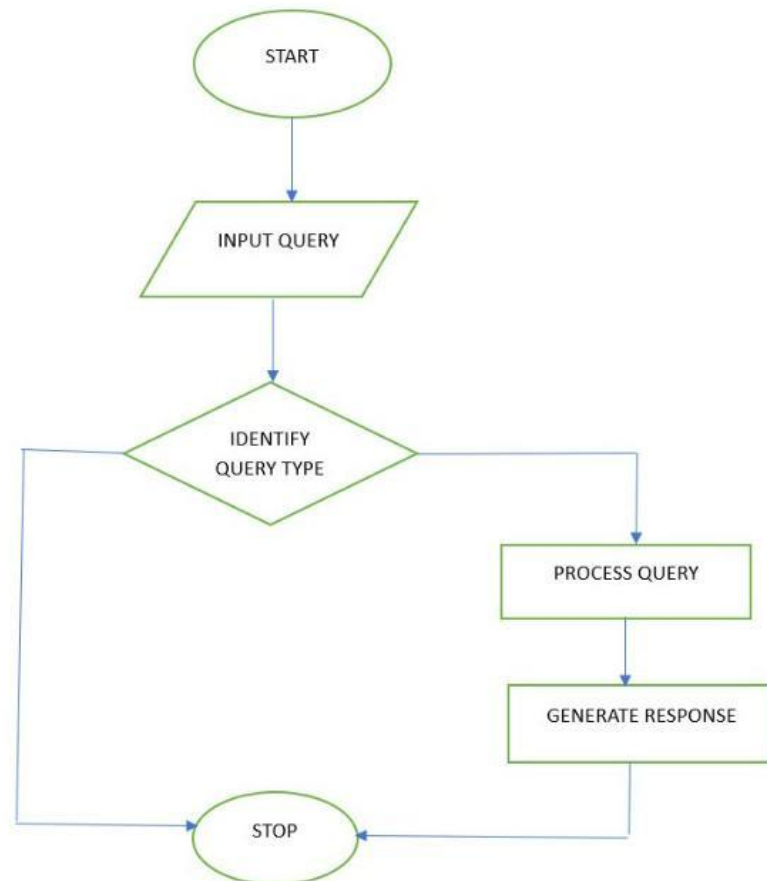 START
INPUT QUERY
IDENTIFY
QUERY TYPE
PROCESS QUERY
GENERATE RESPONSE
STOP